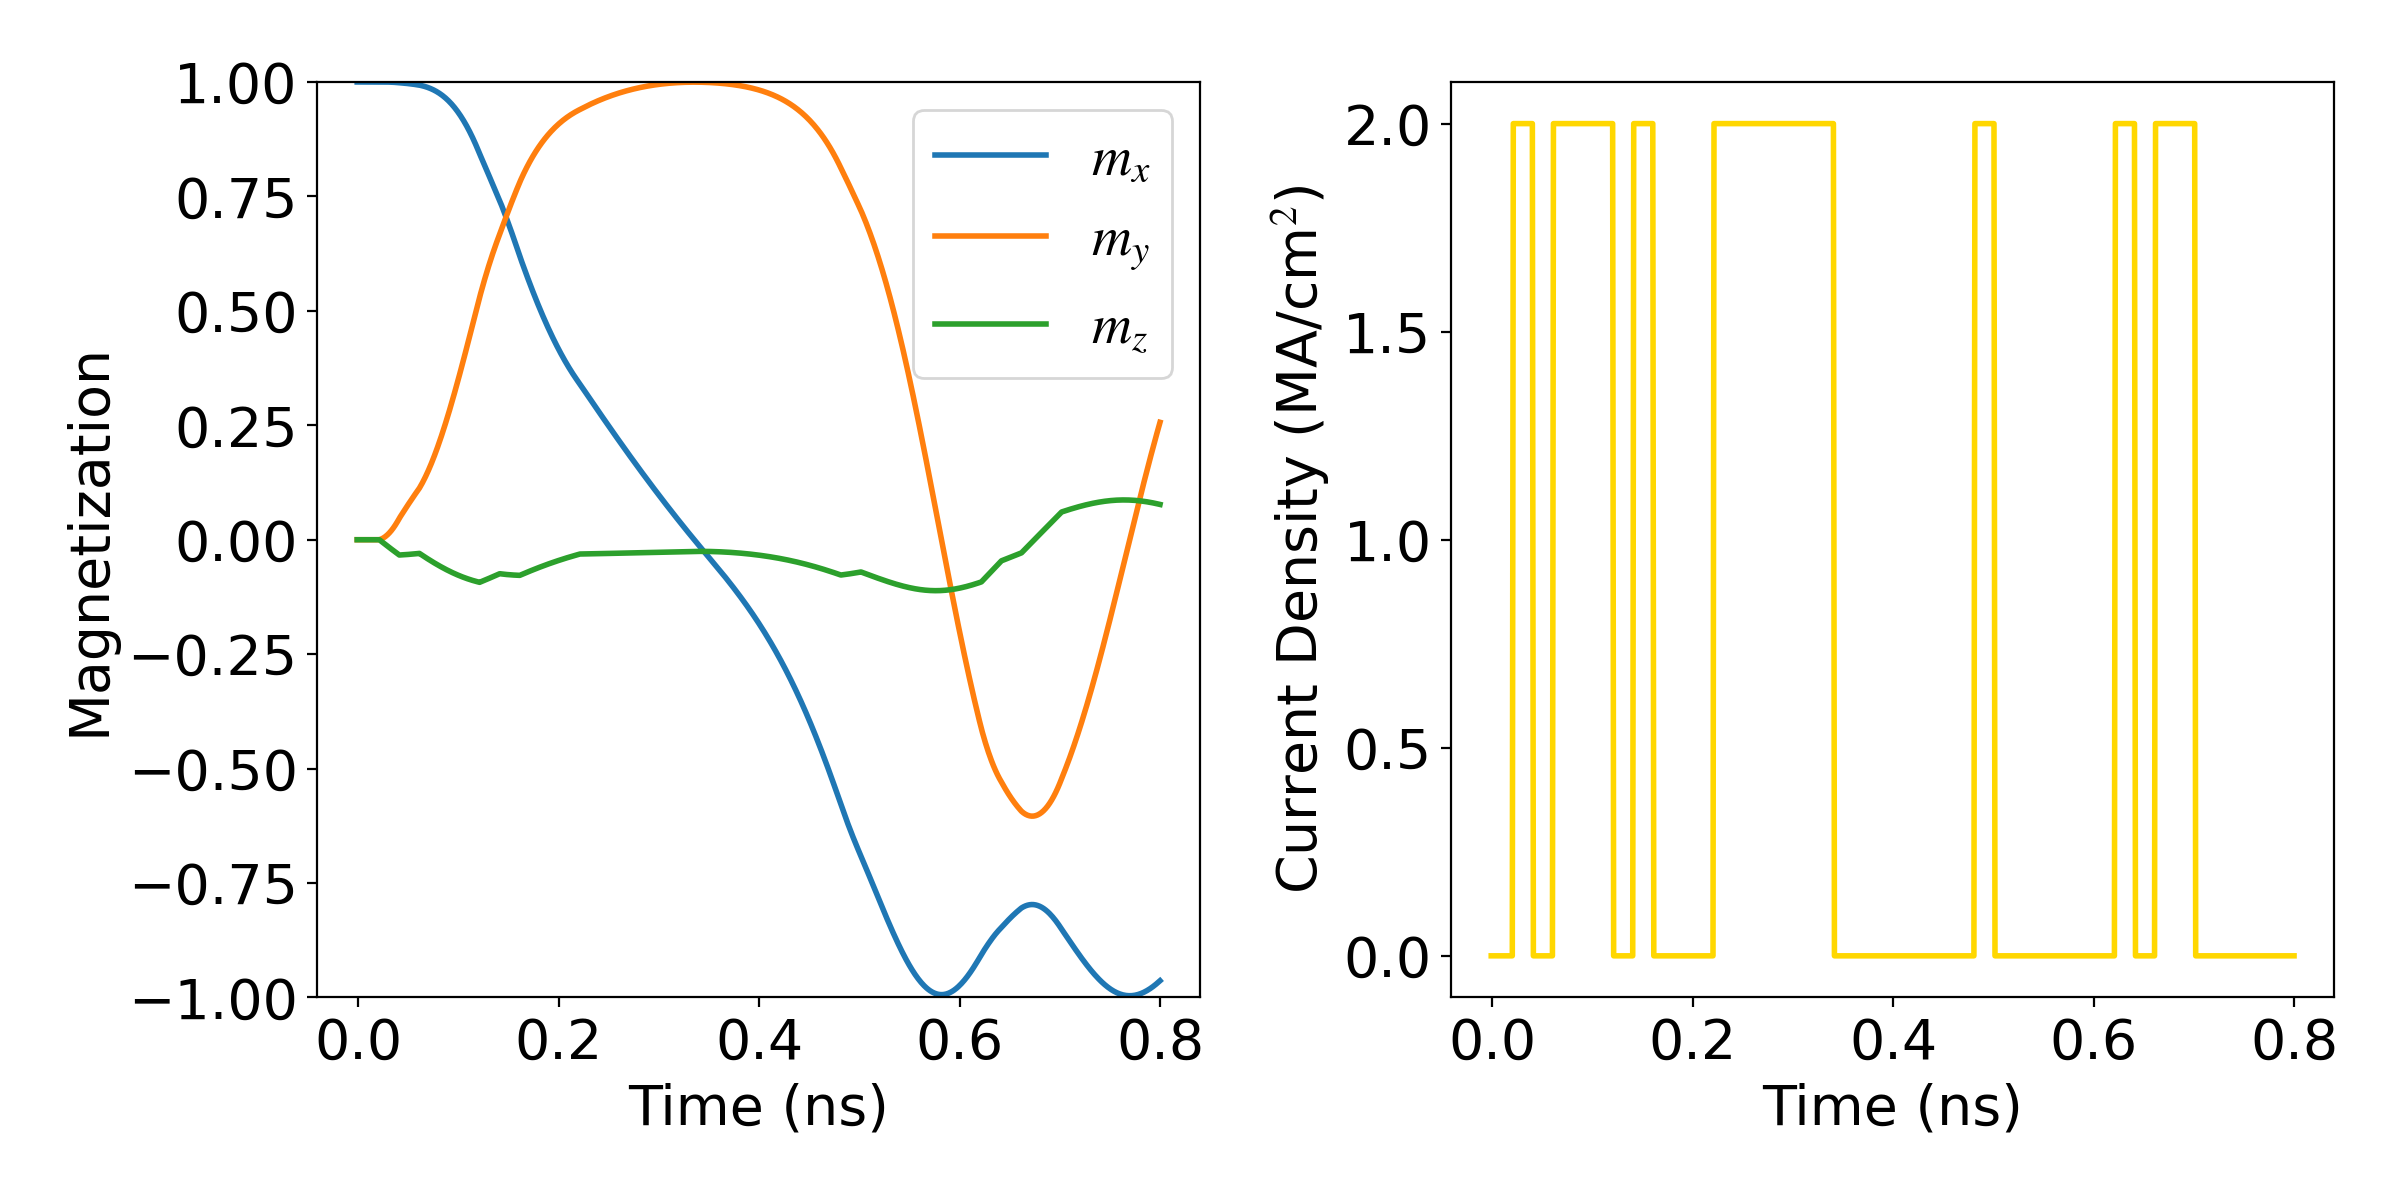 Magnetization
1.00
0.75
0.50
0.25
0.00
−0.25
−0.50
−0.75
−1.00
0.0 0.2 0.4 0.6 0.8
Time (ns)
m_x
m_y
m_z
Current Density (MA/cm²)
2.0
1.5
1.0
0.5
0.0
0.0 0.2 0.4 0.6 0.8
Time (ns)